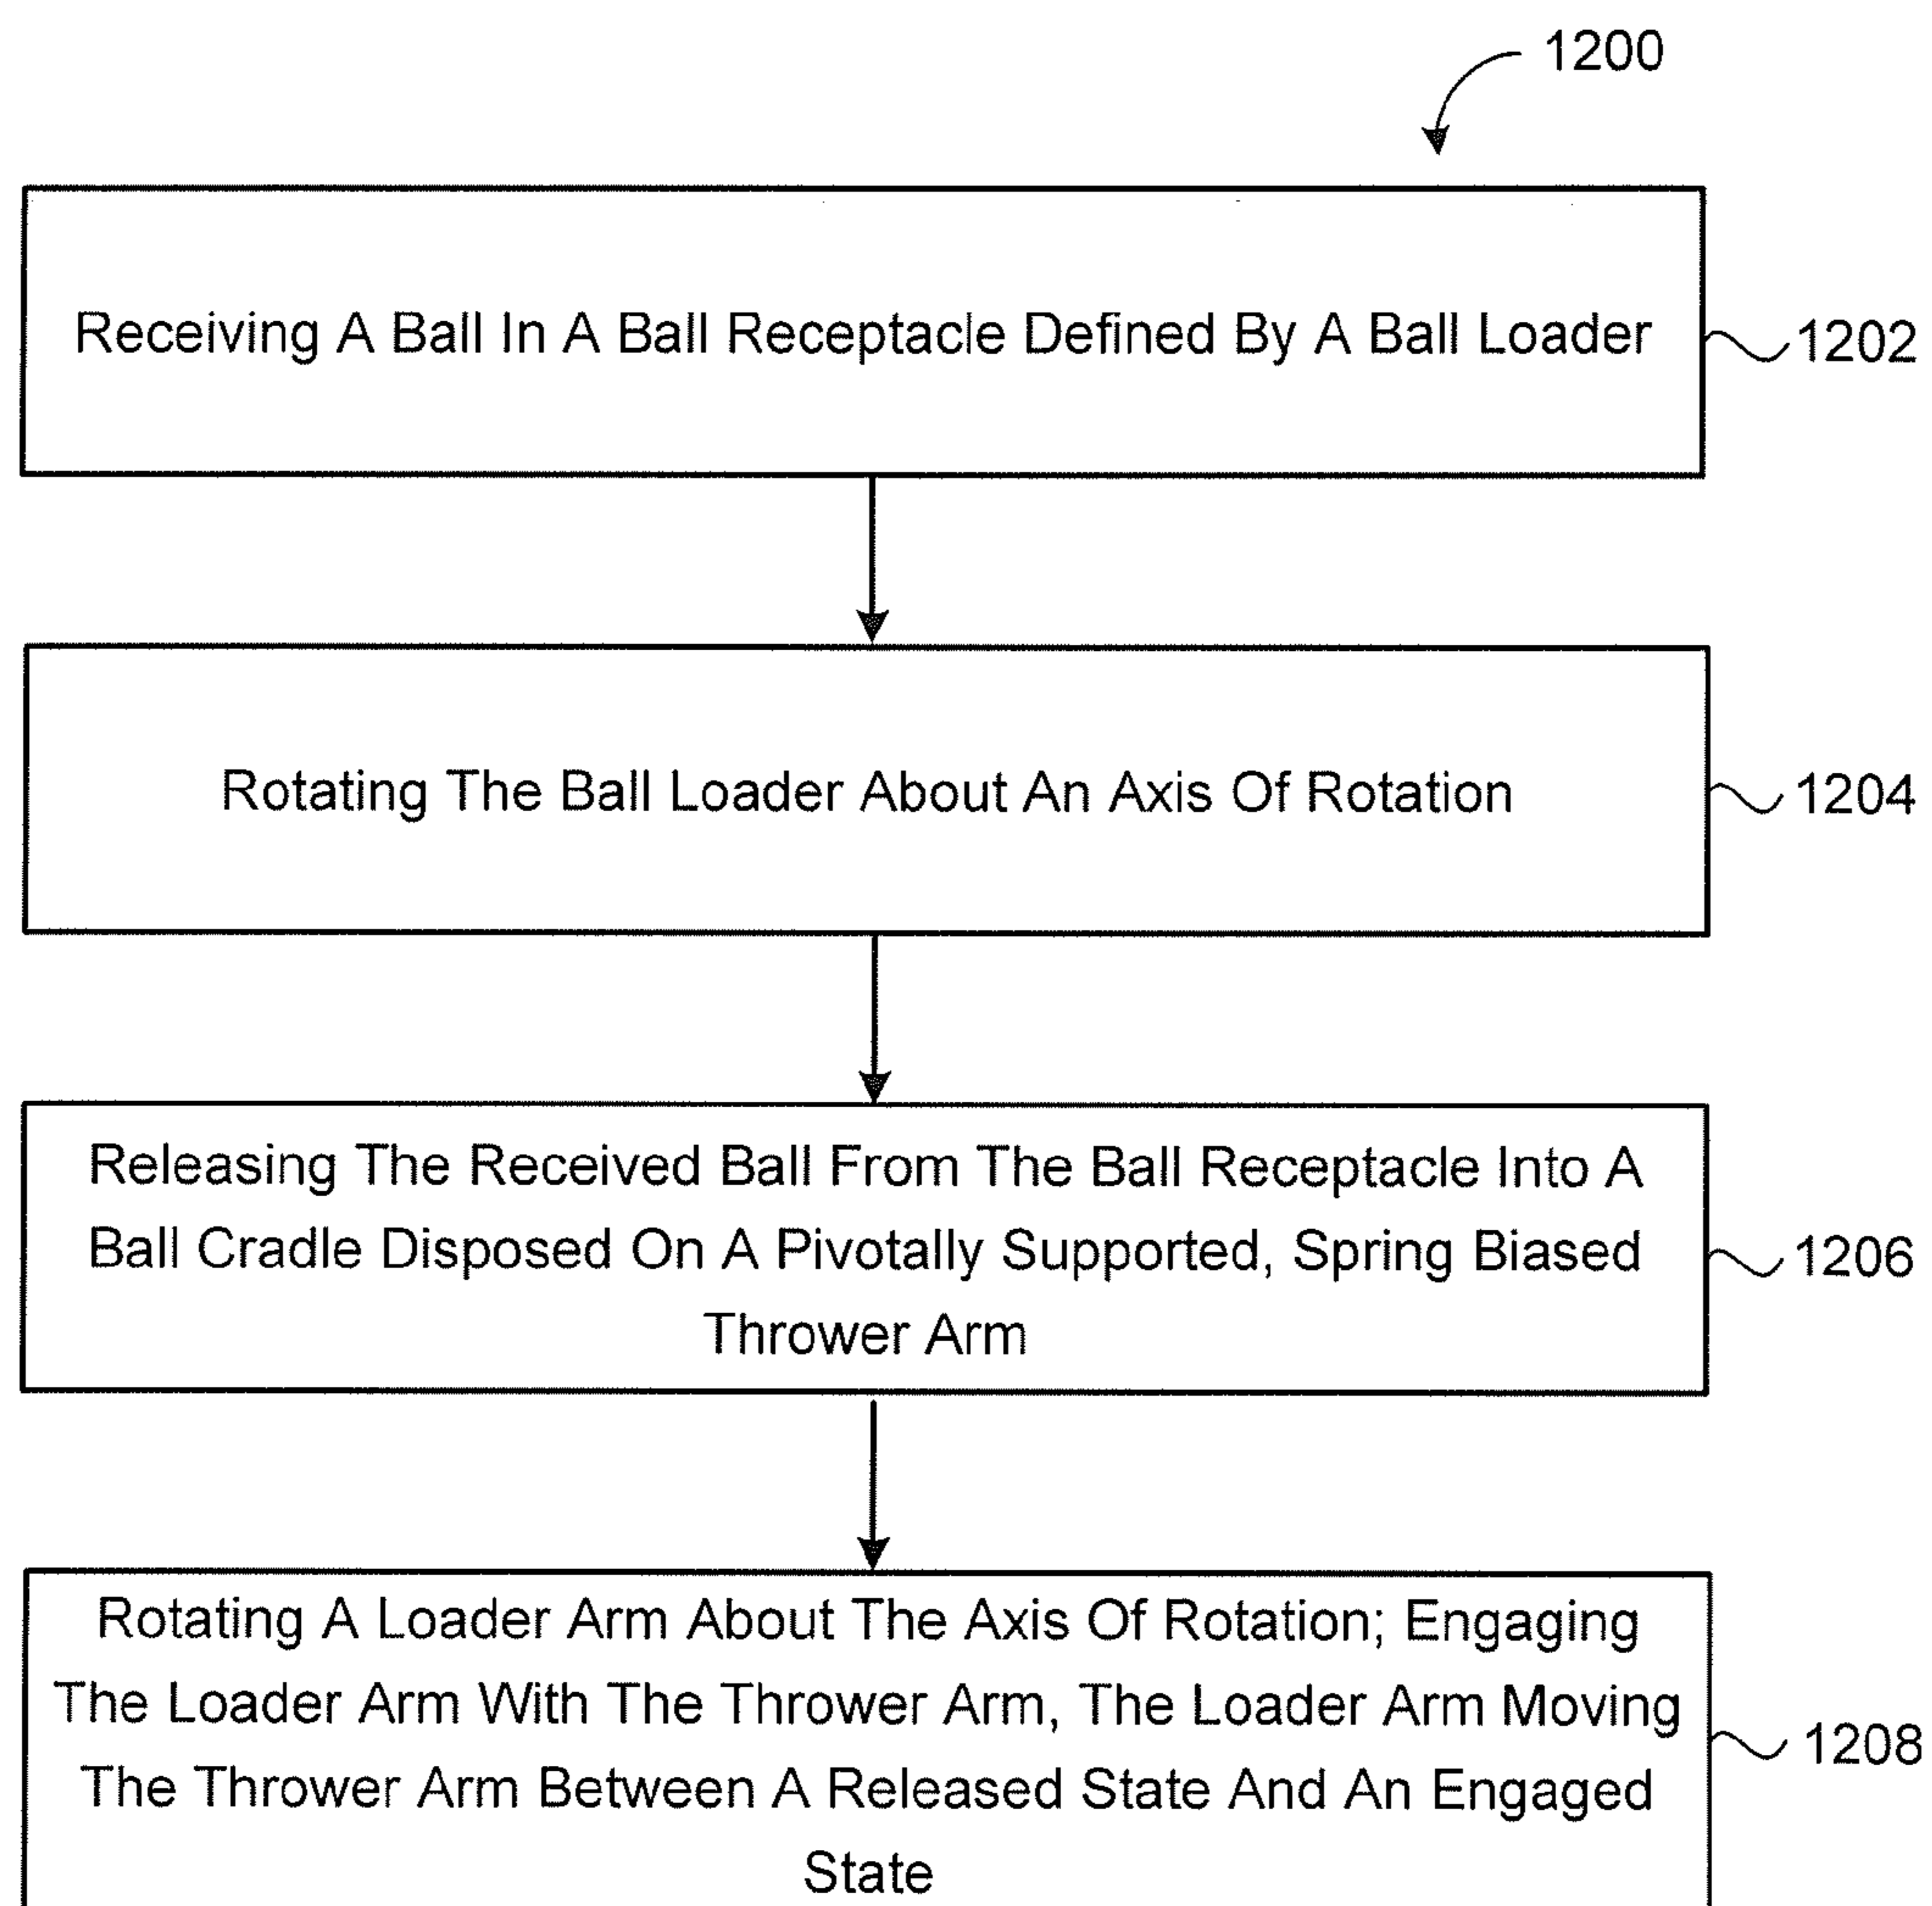 1200
Receiving A Ball In A Ball Receptacle Defined By A Ball Loader
1202
Rotating The Ball Loader About An Axis Of Rotation
1204
Releasing The Received Ball From The Ball Receptacle Into A
Ball Cradle Disposed On A Pivotally Supported, Spring Biased
Thrower Arm
1206
Rotating A Loader Arm About The Axis Of Rotation; Engaging
The Loader Arm With The Thrower Arm, The Loader Arm Moving
The Thrower Arm Between A Released State And An Engaged
State
1208